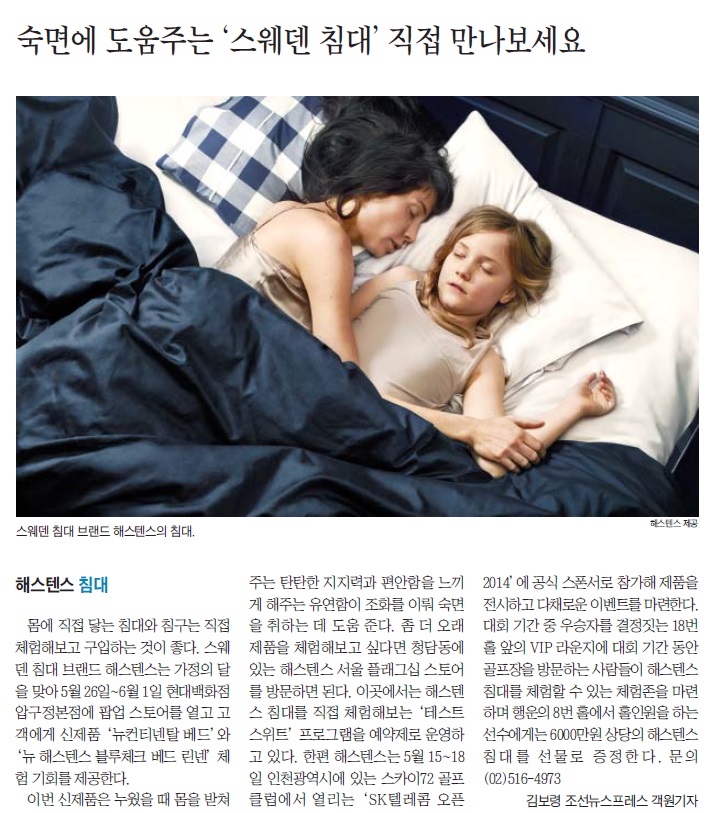 숙면에 도움주는 ‘스웨덴 침대’ 직접 만나보세요
스웨덴 침대 브랜드 해스텐스의 침대.
해스텐스 제공
해스텐스 침대
몸에 직접 닿는 침대와 침구는 직접
체험해보고 구입하는 것이 좋다. 스웨
덴 침대 브랜드 해스텐스는 가정의 달
을 맞아 5월 26일~6월 1일 현대백화점
압구정본점에 팝업 스토어를 열고 고
객에게 신제품 ‘뉴컨티넨탈 베드’와
‘뉴 해스텐스 블루체크 베드 린넨’ 체
험 기회를 제공한다.
이번 신제품은 누웠을 때 몸을 받쳐
주는 탄탄한 지지력과 편안함을 느끼
게 해주는 유연함이 조화를 이뤄 숙면
을 취하는 데 도움 준다. 좀 더 오래
제품을 체험해보고 싶다면 청담동에
있는 해스텐스 서울 플래그십 스토어
를 방문하면 된다. 이곳에서는 해스텐
스 침대를 직접 체험해보는 ‘테스트
스위트’ 프로그램을 예약제로 운영하
고 있다. 한편 해스텐스는 5월 15~18
일 인천광역시에 있는 스카이72 골프
클럽에서 열리는 ‘SK텔레콤 오픈
2014’에 공식 스폰서로 참가해 제품을
전시하고 다채로운 이벤트를 마련한다.
대회 기간 중 우승자를 결정짓는 18번
홀 앞의 VIP 라운지에 대회 기간 동안
골프장을 방문하는 사람들이 해스텐스
침대를 체험할 수 있는 체험존을 마련
하며 행운의 8번 홀에서 홀인원을 하는
선수에게는 6000만원 상당의 해스텐스
침대를 선물로 증정한다. 문의
(02)516-4973
김보령 조선뉴스프레스 객원기자